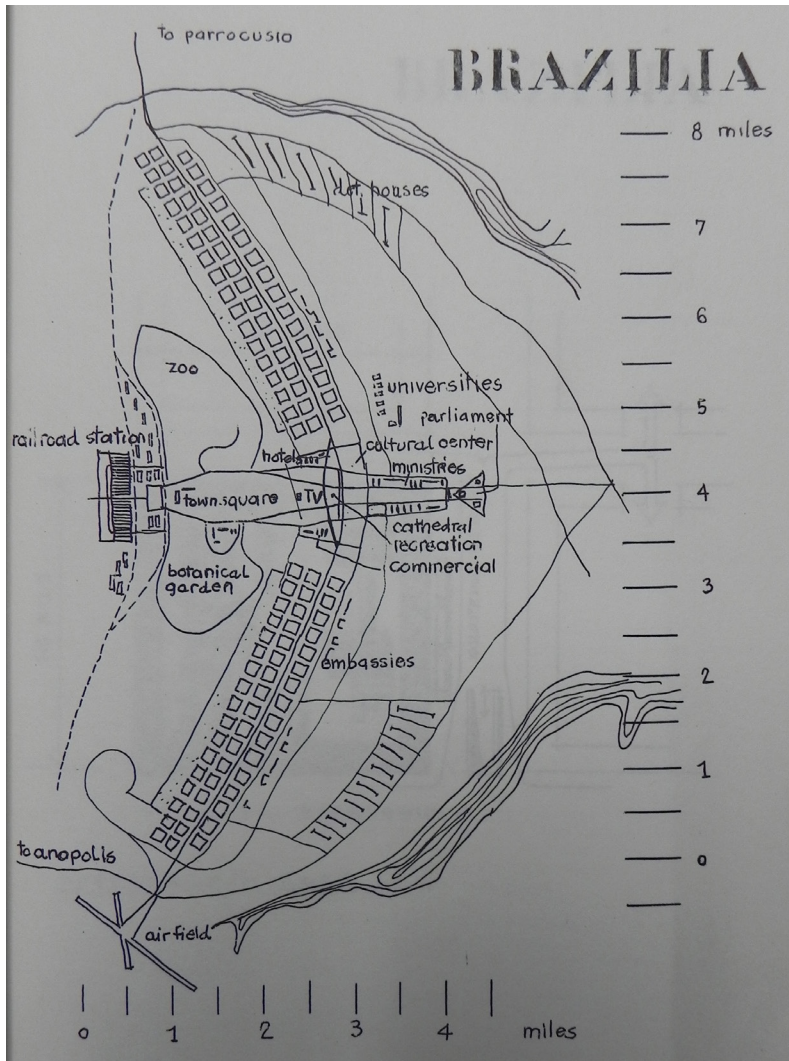 to parrocusio
BRAZILIA
8 miles
det. houses
7
6
zoo
universities
5
parliament
railroad station
cultural center
hotels
ministries
town.square
TV
4
cathedral
recreation
commercial
botanical
garden
3
embassies
2
1
to anopolis
0
airfield
0 1 2 3 4 miles